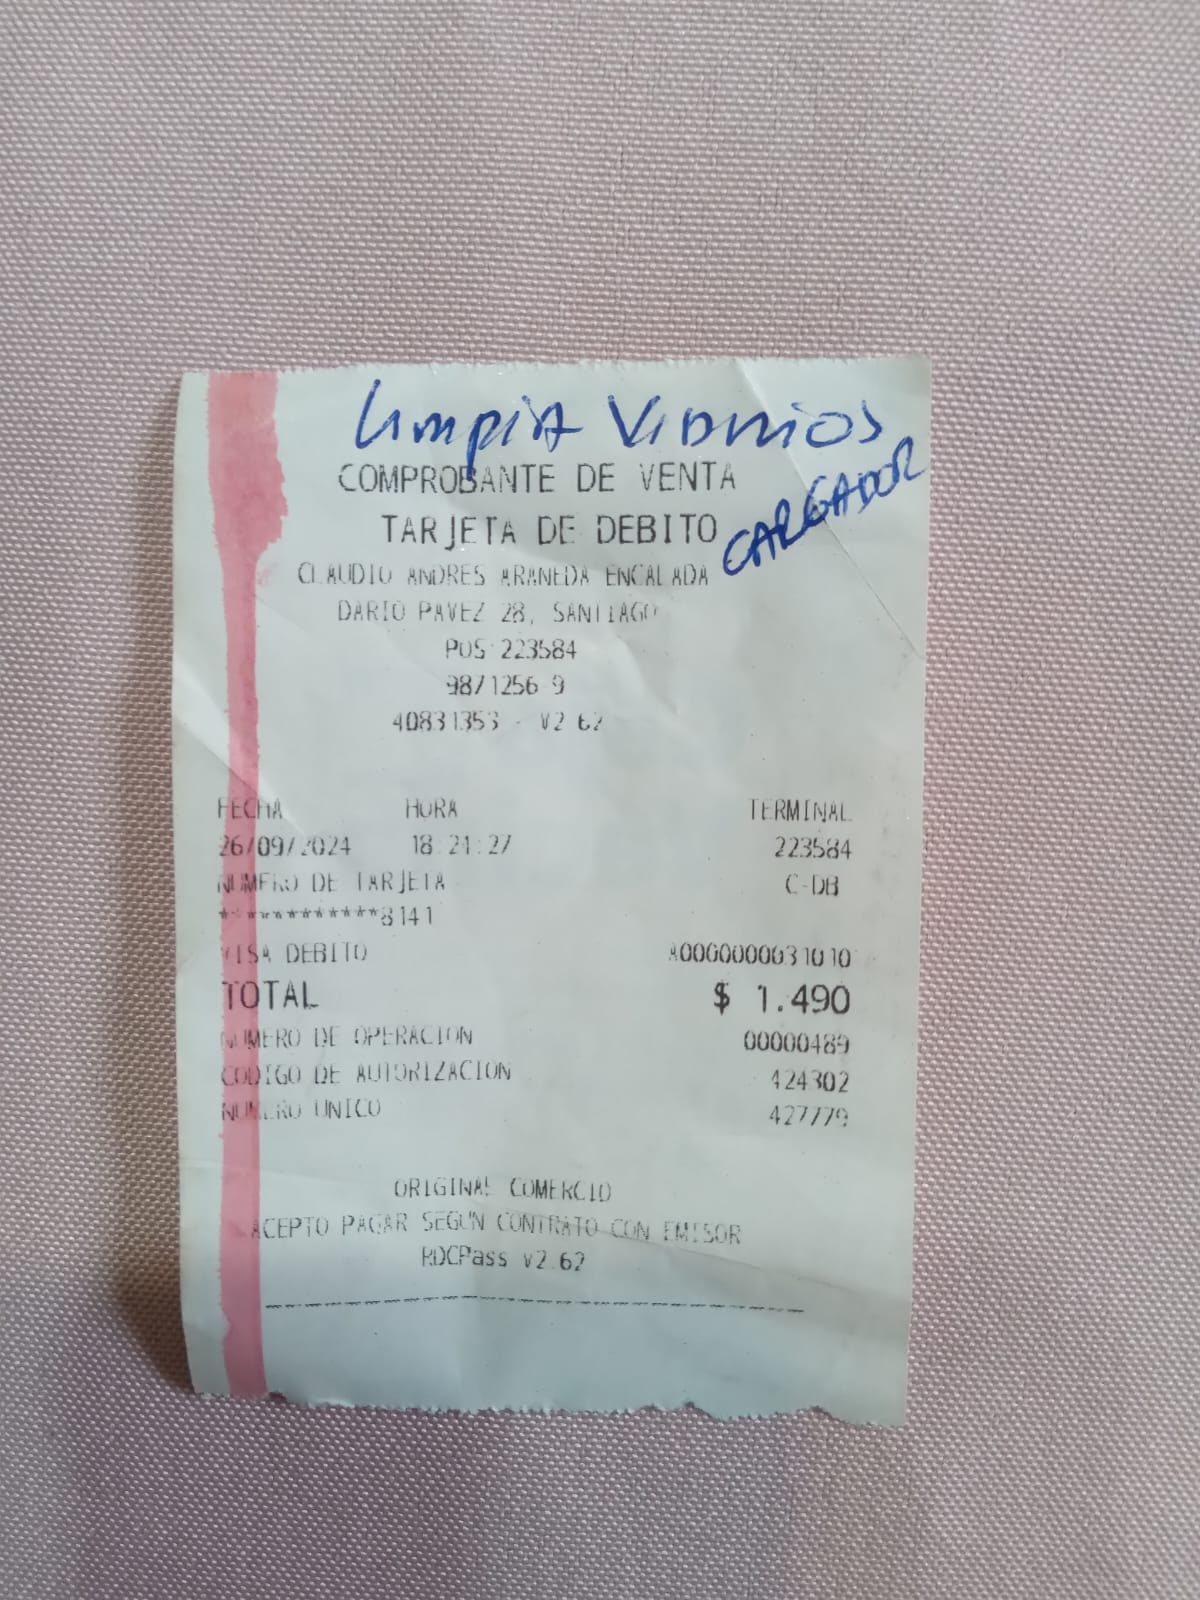 Limpia Vidrios
CARGADOR
COMPROBANTE DE VENTA
TARJETA DE DEBITO
CLAUDIO ANDRES ARANEDA ENCALADA
DARIO PAVEZ 28, SANTIAGO
POS 223584
9871256-9
40831353 - V2.62
FECHA HORA TERMINAL
26/09/2024 18:21:27 223584
NUMERO DE TARJETA C-DB
************8141
VISA DEBITO A0000000031010
TOTAL $ 1.490
NUMERO DE OPERACION 00000489
CODIGO DE AUTORIZACION 424302
NUMERO UNICO 427779
ORIGINAL COMERCIO
ACEPTO PAGAR SEGUN CONTRATO CON EMISOR
RDCPass v2.62